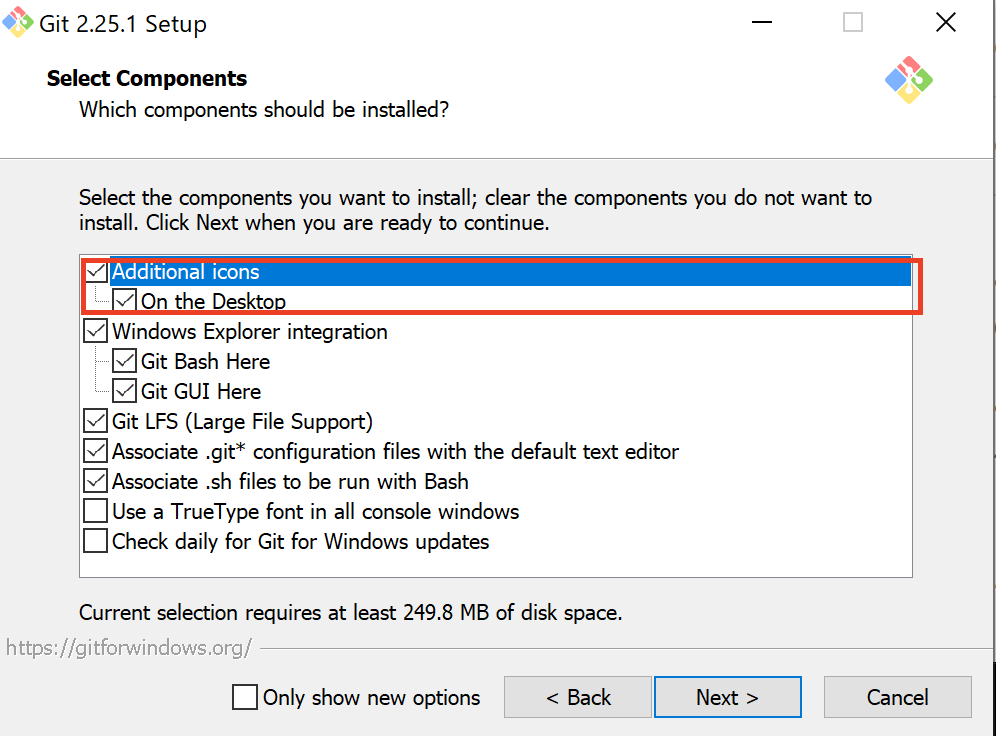 Git 2.25.1 Setup
Select Components
Which components should be installed?
Select the components you want to install; clear the components you do not want to
install. Click Next when you are ready to continue.
Additional icons
On the Desktop
Windows Explorer integration
Git Bash Here
Git GUI Here
Git LFS (Large File Support)
Associate .git* configuration files with the default text editor
Associate .sh files to be run with Bash
Use a TrueType font in all console windows
Check daily for Git for Windows updates
Current selection requires at least 249.8 MB of disk space.
https://gitforwindows.org/
Only show new options
< Back
Next >
Cancel